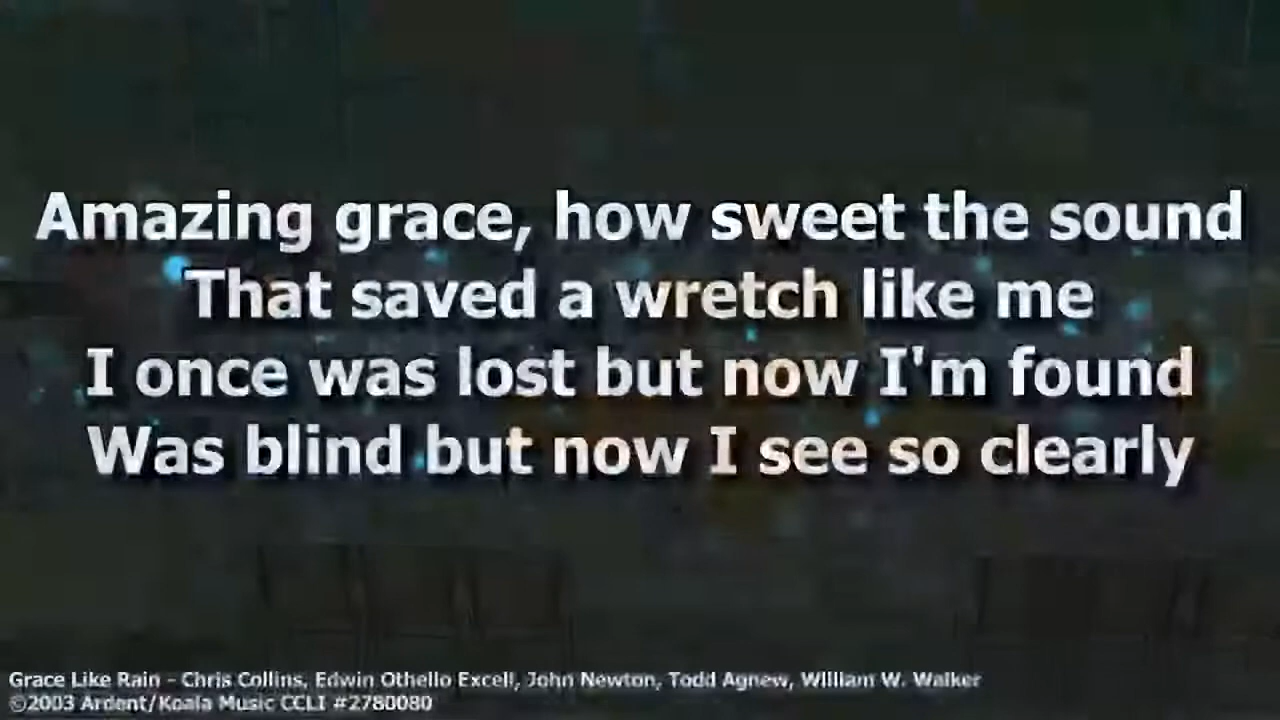 Amazing grace, how sweet the sound
That saved a wretch like me
I once was lost but now I'm found
Was blind but now I see so clearly
Grace Like Rain - Chris Collins, Edwin Othello Excell, John Newton, Todd Agnew, William W. Walker
©2003 Ardent/Koala Music CCLI #2780080